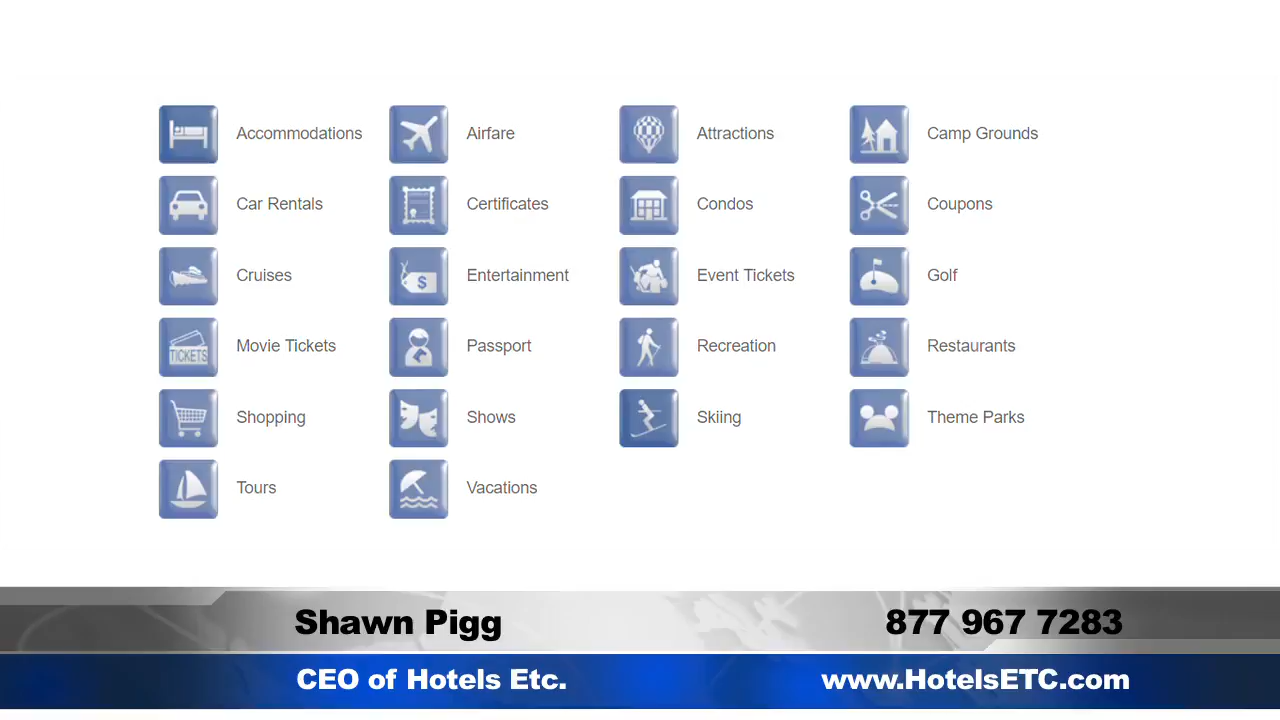 Accommodations Airfare Attractions Camp Grounds
Car Rentals Certificates Condos Coupons
Cruises $ Entertainment Event Tickets Golf
TICKETS Movie Tickets Passport Recreation Restaurants
Shopping Shows Skiing Theme Parks
Tours Vacations
Shawn Pigg 877 967 7283
CEO of Hotels Etc. www.HotelsETC.com